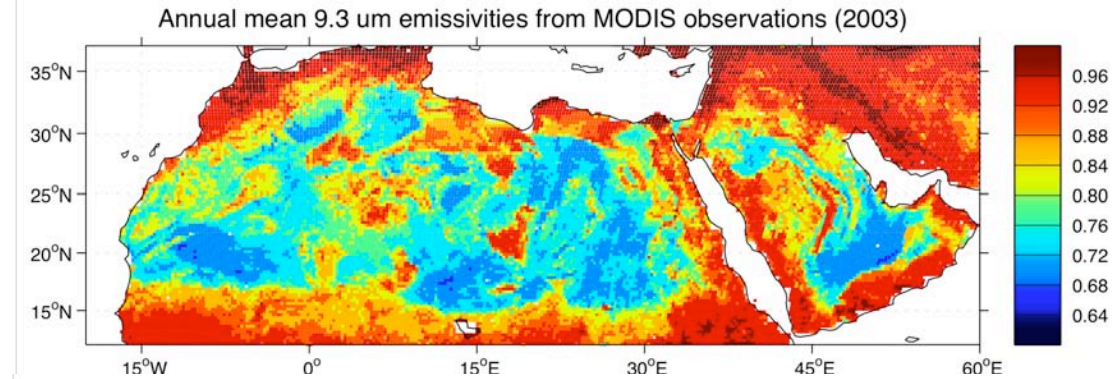 Annual mean 9.3 um emissivities from MODIS observations (2003)
35°N
30°N
25°N
20°N
15°N
15°W
0°
15°E
30°E
45°E
60°E
0.96
0.92
0.88
0.84
0.80
0.76
0.72
0.68
0.64